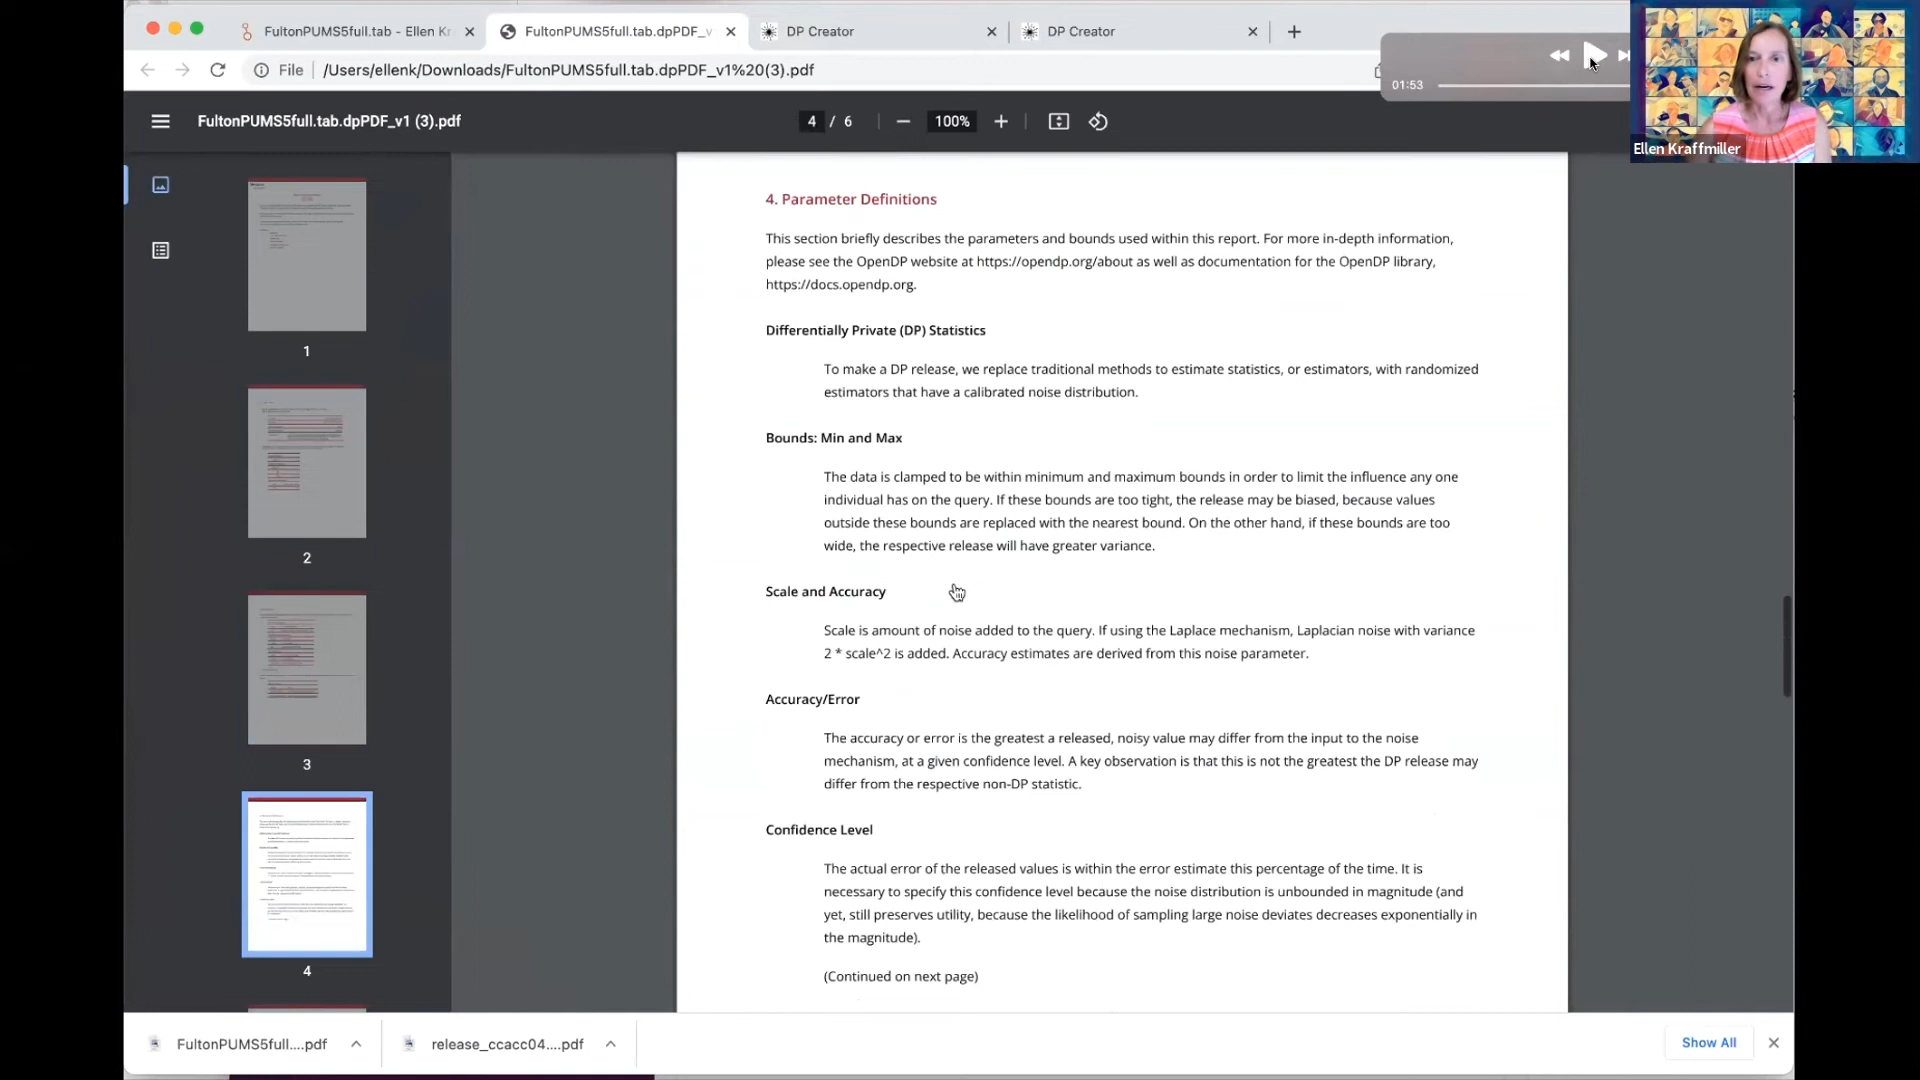 FultonPUMS5full.tab - Ellen Kr
FultonPUMS5full.tab.dpPDF_v
DP Creator
DP Creator
File
/Users/ellenk/Downloads/FultonPUMS5full.tab.dpPDF_v1%20(3).pdf
01:53
Ellen Kraffmiller
FultonPUMS5full.tab.dpPDF_v1 (3).pdf
4 / 6
100%
1
2
3
4
4. Parameter Definitions
This section briefly describes the parameters and bounds used within this report. For more in-depth information,
please see the OpenDP website at https://opendp.org/about as well as documentation for the OpenDP library,
https://docs.opendp.org.
Differentially Private (DP) Statistics
To make a DP release, we replace traditional methods to estimate statistics, or estimators, with randomized
estimators that have a calibrated noise distribution.
Bounds: Min and Max
The data is clamped to be within minimum and maximum bounds in order to limit the influence any one
individual has on the query. If these bounds are too tight, the release may be biased, because values
outside these bounds are replaced with the nearest bound. On the other hand, if these bounds are too
wide, the respective release will have greater variance.
Scale and Accuracy
Scale is amount of noise added to the query. If using the Laplace mechanism, Laplacian noise with variance
2 * scale^2 is added. Accuracy estimates are derived from this noise parameter.
Accuracy/Error
The accuracy or error is the greatest a released, noisy value may differ from the input to the noise
mechanism, at a given confidence level. A key observation is that this is not the greatest the DP release may
differ from the respective non-DP statistic.
Confidence Level
The actual error of the released values is within the error estimate this percentage of the time. It is
necessary to specify this confidence level because the noise distribution is unbounded in magnitude (and
yet, still preserves utility, because the likelihood of sampling large noise deviates decreases exponentially in
the magnitude).
(Continued on next page)
FultonPUMS5full....pdf
release_ccacc04....pdf
Show All